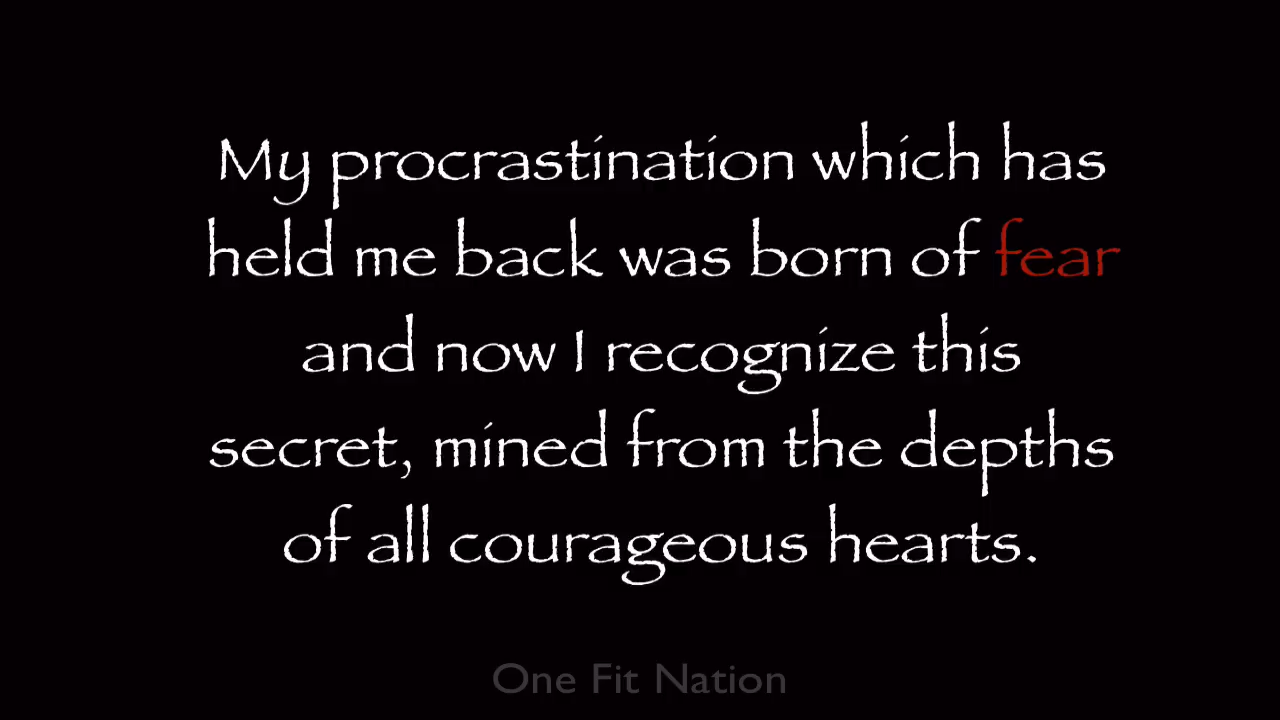 My procrastination which has
held me back was born of fear
and now I recognize this
secret, mined from the depths
of all courageous hearts.
One Fit Nation